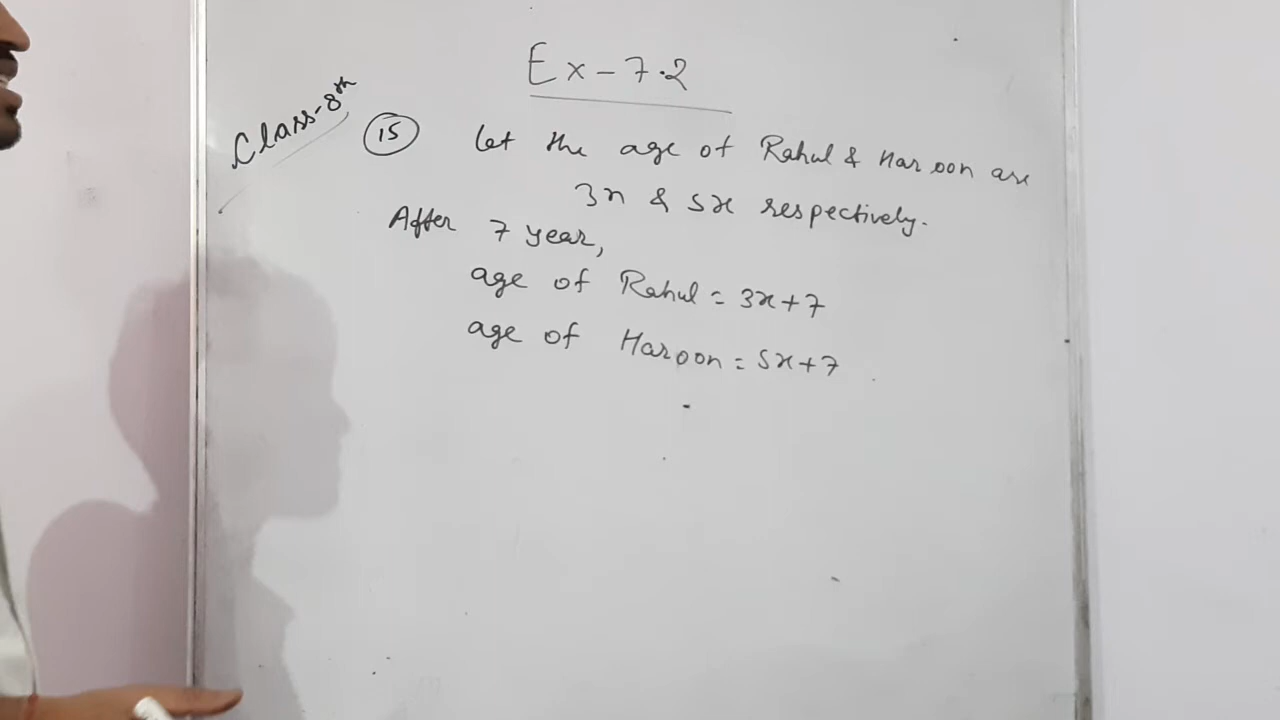 Ex-7.2
Class-8th
15 Let the age of Rahul & Haroon are
3x & 5x respectively.
After 7 year,
age of Rahul = 3x+7
age of Haroon = 5x+7